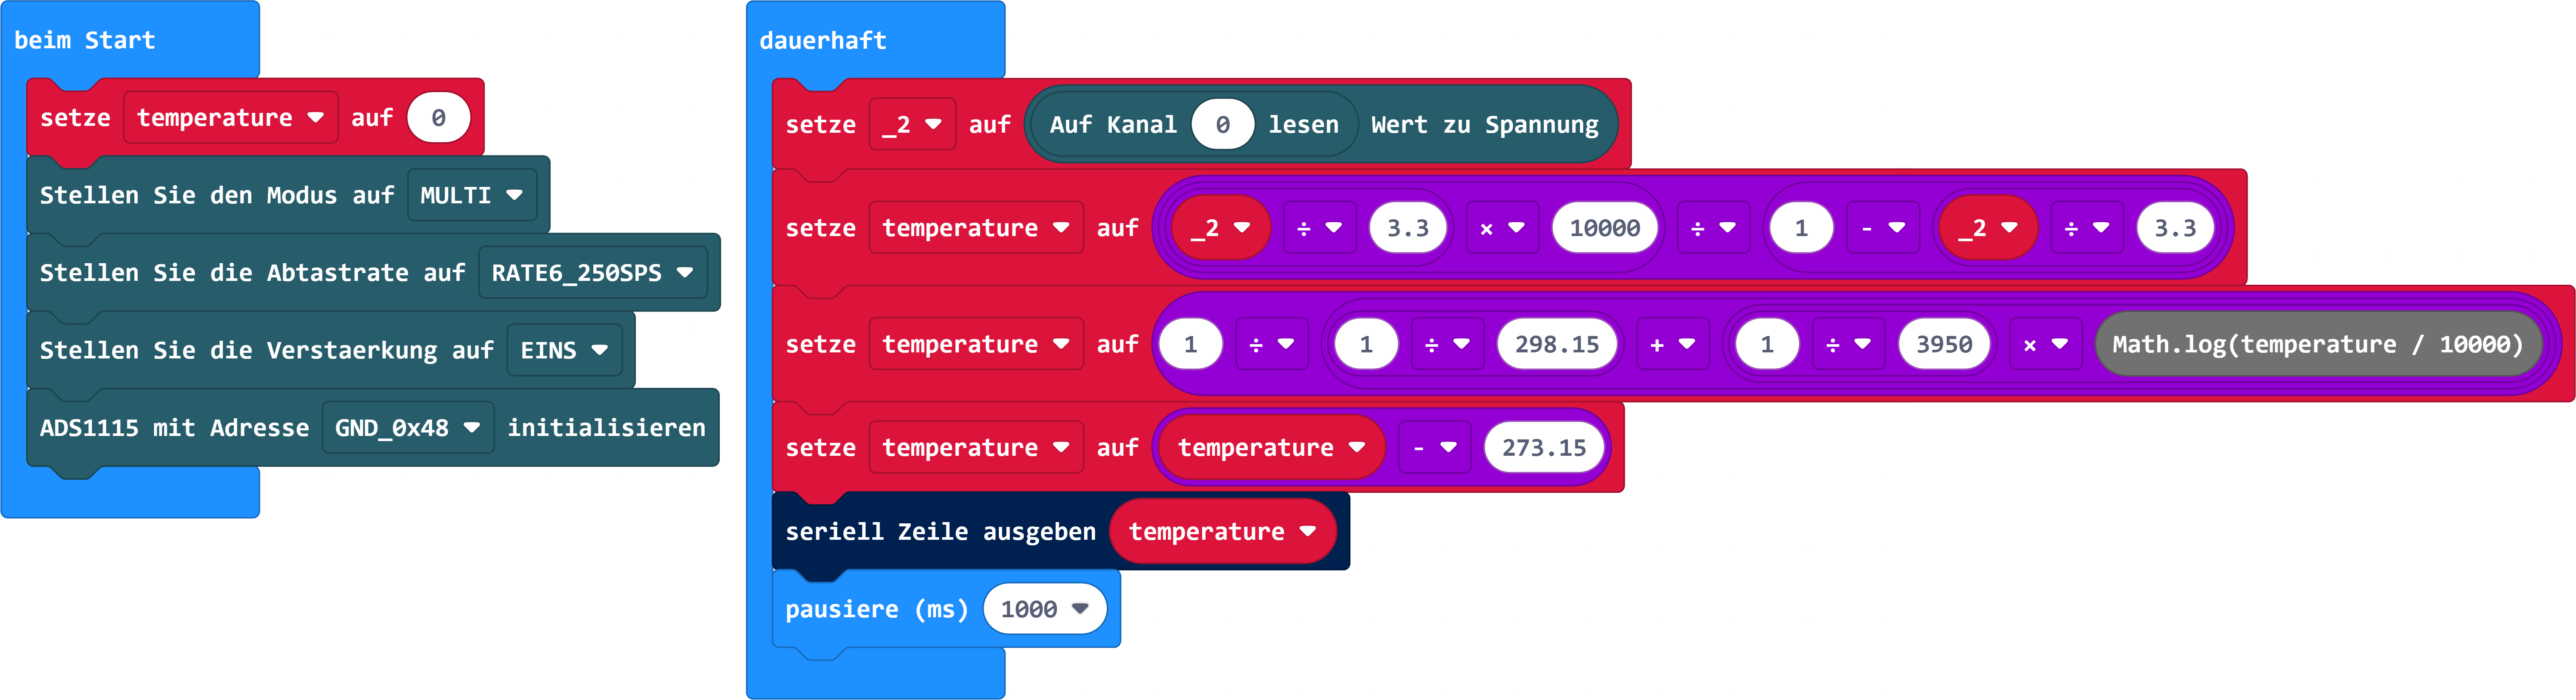 beim Start
setze temperature auf 0
Stellen Sie den Modus auf MULTI
Stellen Sie die Abtastrate auf RATE6_250SPS
Stellen Sie die Verstaerkung auf EINS
ADS1115 mit Adresse GND_0x48 initialisieren
dauerhaft
setze _2 auf Auf Kanal 0 lesen Wert zu Spannung
setze temperature auf _2 ÷ 3.3 × 10000 ÷ 1 - _2 ÷ 3.3
setze temperature auf 1 ÷ 1 ÷ 298.15 + 1 ÷ 3950 × Math.log(temperature / 10000)
setze temperature auf temperature - 273.15
seriell Zeile ausgeben temperature
pausiere (ms) 1000